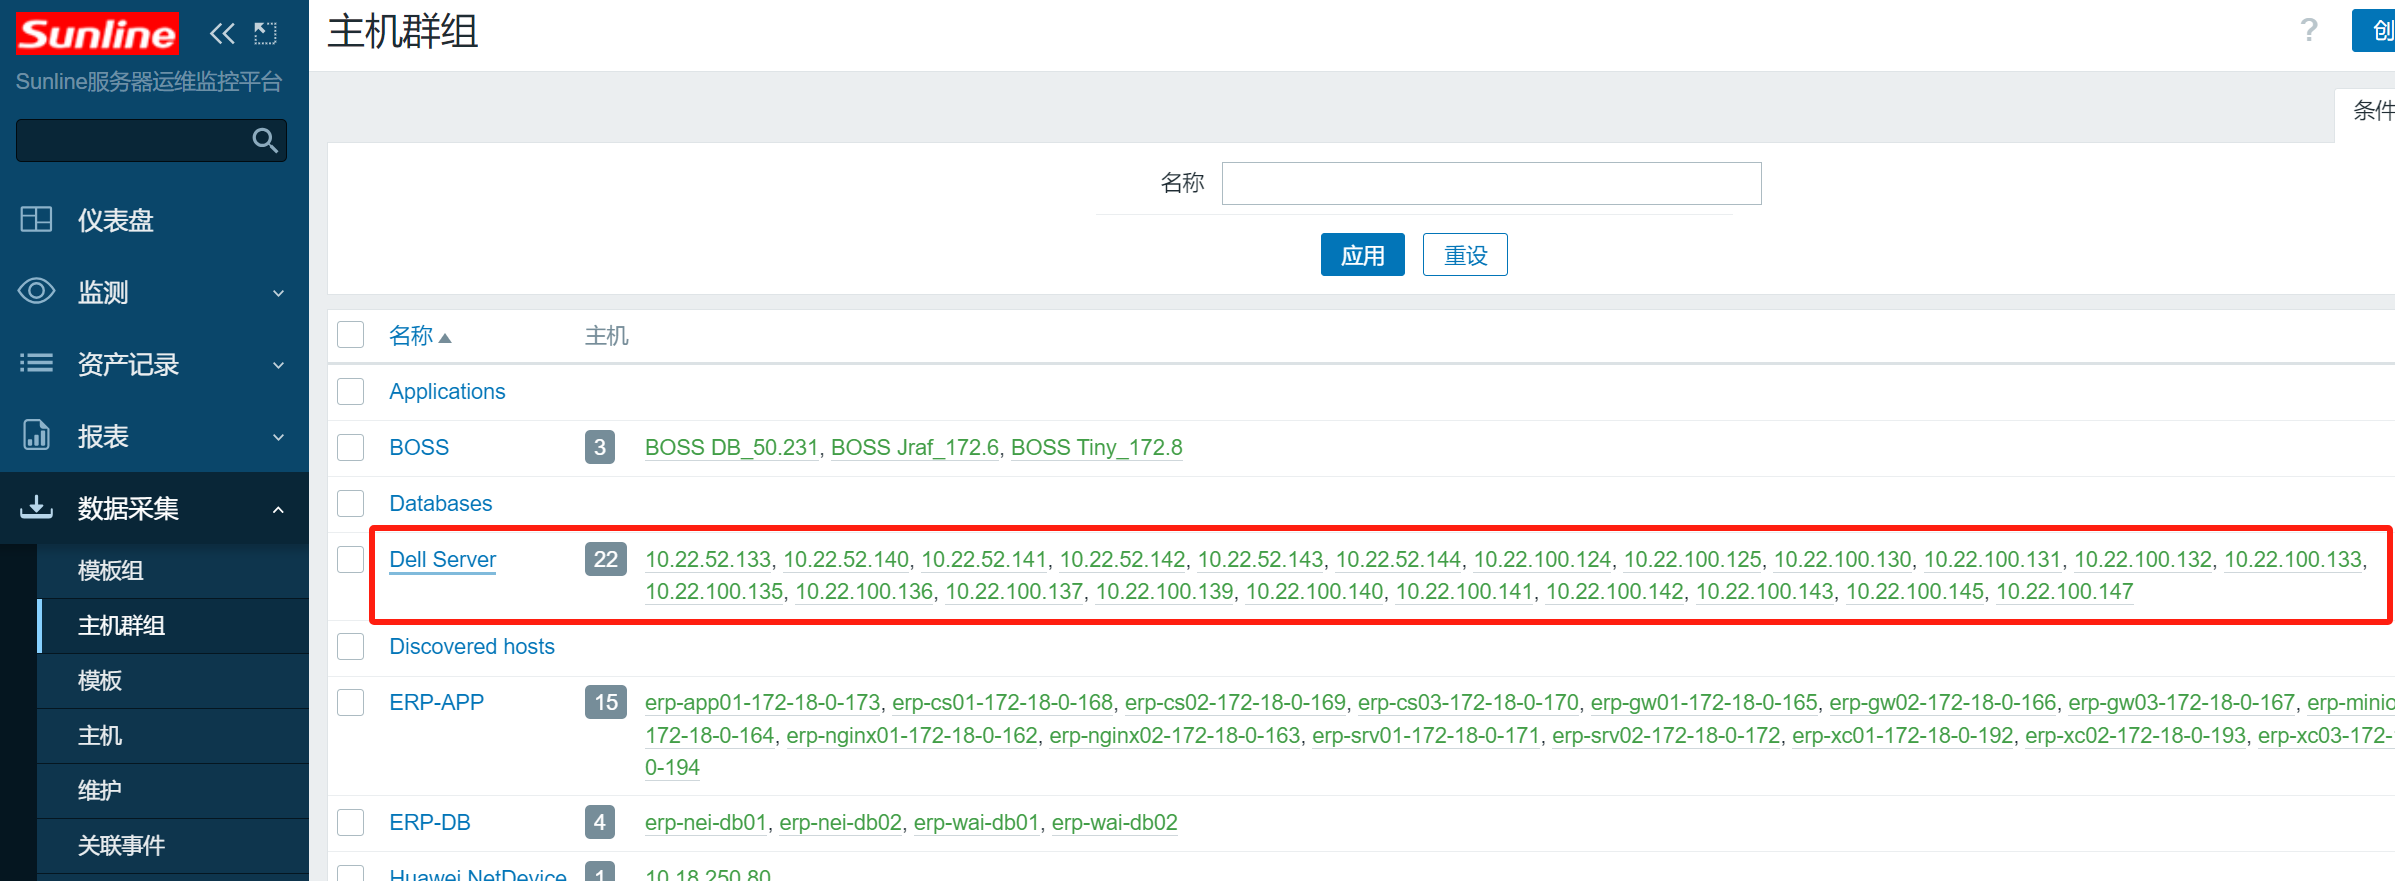 Sunline
Sunline服务器运维监控平台
仪表盘
监测
资产记录
报表
数据采集
模板组
主机群组
模板
主机
维护
关联事件
主机群组
?
创
条件
名称
应用
重设
名称 主机
Applications
BOSS 3 BOSS DB_50.231, BOSS Jraf_172.6, BOSS Tiny_172.8
Databases
Dell Server 22 10.22.52.133, 10.22.52.140, 10.22.52.141, 10.22.52.142, 10.22.52.143, 10.22.52.144, 10.22.100.124, 10.22.100.125, 10.22.100.130, 10.22.100.131, 10.22.100.132, 10.22.100.133,
10.22.100.135, 10.22.100.136, 10.22.100.137, 10.22.100.139, 10.22.100.140, 10.22.100.141, 10.22.100.142, 10.22.100.143, 10.22.100.145, 10.22.100.147
Discovered hosts
ERP-APP 15 erp-app01-172-18-0-173, erp-cs01-172-18-0-168, erp-cs02-172-18-0-169, erp-cs03-172-18-0-170, erp-gw01-172-18-0-165, erp-gw02-172-18-0-166, erp-gw03-172-18-0-167, erp-minio
172-18-0-164, erp-nginx01-172-18-0-162, erp-nginx02-172-18-0-163, erp-srv01-172-18-0-171, erp-srv02-172-18-0-172, erp-xc01-172-18-0-192, erp-xc02-172-18-0-193, erp-xc03-172-
0-194
ERP-DB 4 erp-nei-db01, erp-nei-db02, erp-wai-db01, erp-wai-db02
Huawei NetDevice 1 10.18.250.80